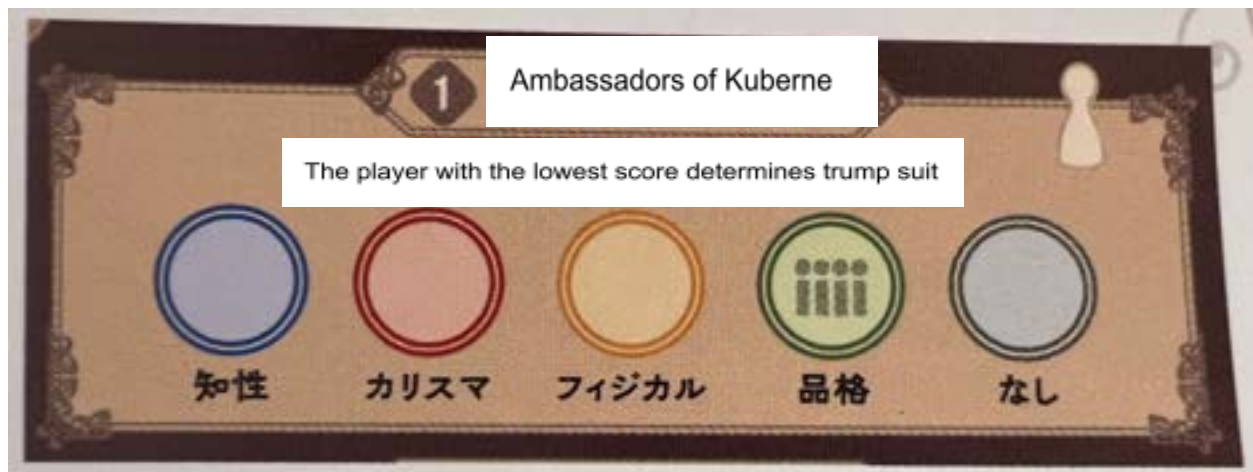 1 Ambassadors of Kuberne
The player with the lowest score determines trump suit
知性 カリスマ フィジカル 品格 なし